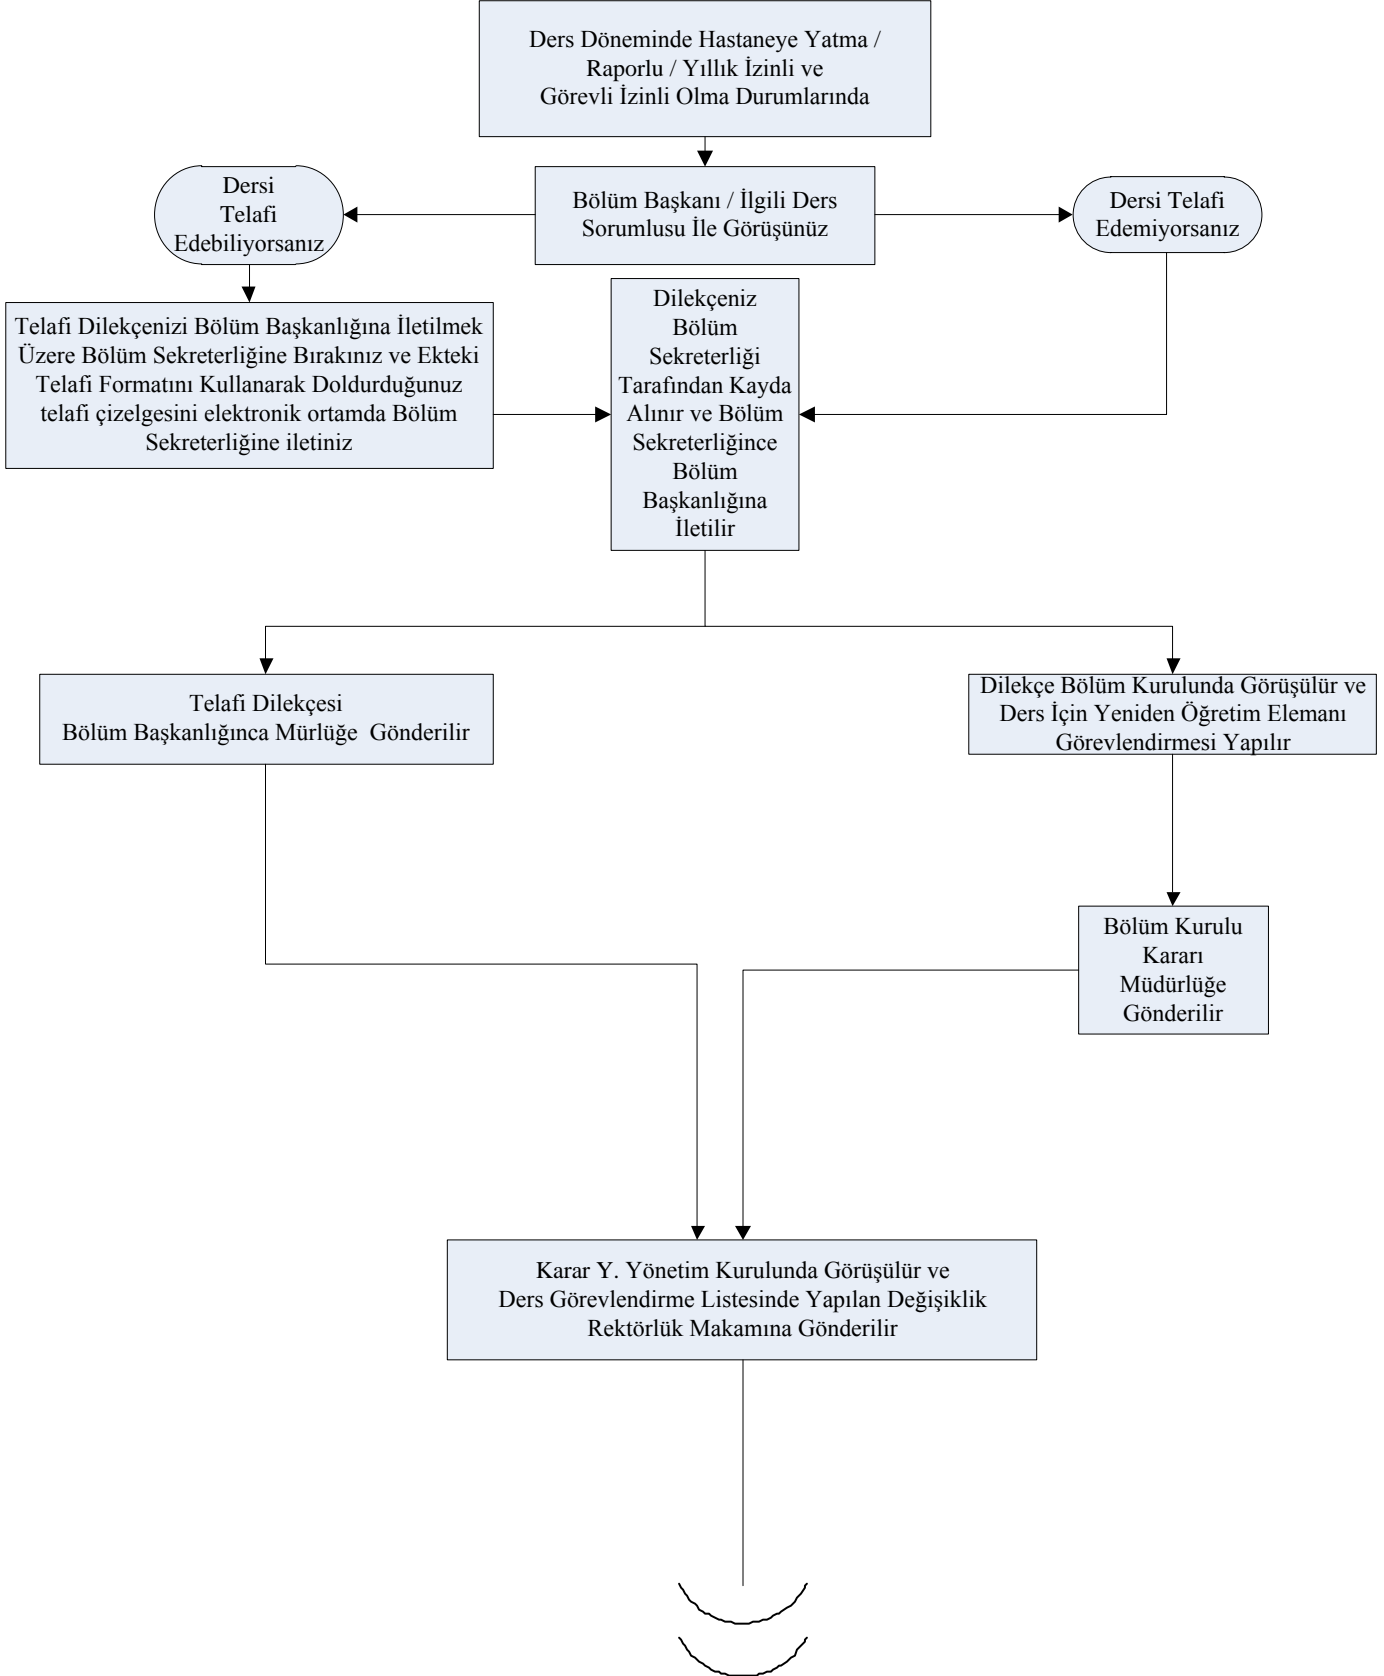 Ders Döneminde Hastaneye Yatma /
Raporlu / Yıllık İzinli ve
Görevli İzinli Olma Durumlarında
Bölüm Başkanı / İlgili Ders
Sorumlusu İle Görüşünüz
Dersi
Telafi
Edebiliyorsanız
Dersi Telafi
Edemiyorsanız
Telafi Dilekçenizi Bölüm Başkanlığına İletilmek
Üzere Bölüm Sekreterliğine Bırakınız ve Ekteki
Telafi Formatını Kullanarak Doldurduğunuz
telafi çizelgesini elektronik ortamda Bölüm
Sekreterliğine iletiniz
Dilekçeniz
Bölüm
Sekreterliği
Tarafından Kayda
Alınır ve Bölüm
Sekreterliğince
Bölüm
Başkanlığına
İletilir
Telafi Dilekçesi
Bölüm Başkanlığınca Mürlüğe  Gönderilir
Dilekçe Bölüm Kurulunda Görüşülür ve
Ders İçin Yeniden Öğretim Elemanı
Görevlendirmesi Yapılır
Bölüm Kurulu
Kararı
Müdürlüğe
Gönderilir
Karar Y. Yönetim Kurulunda Görüşülür ve
Ders Görevlendirme Listesinde Yapılan Değişiklik
Rektörlük Makamına Gönderilir